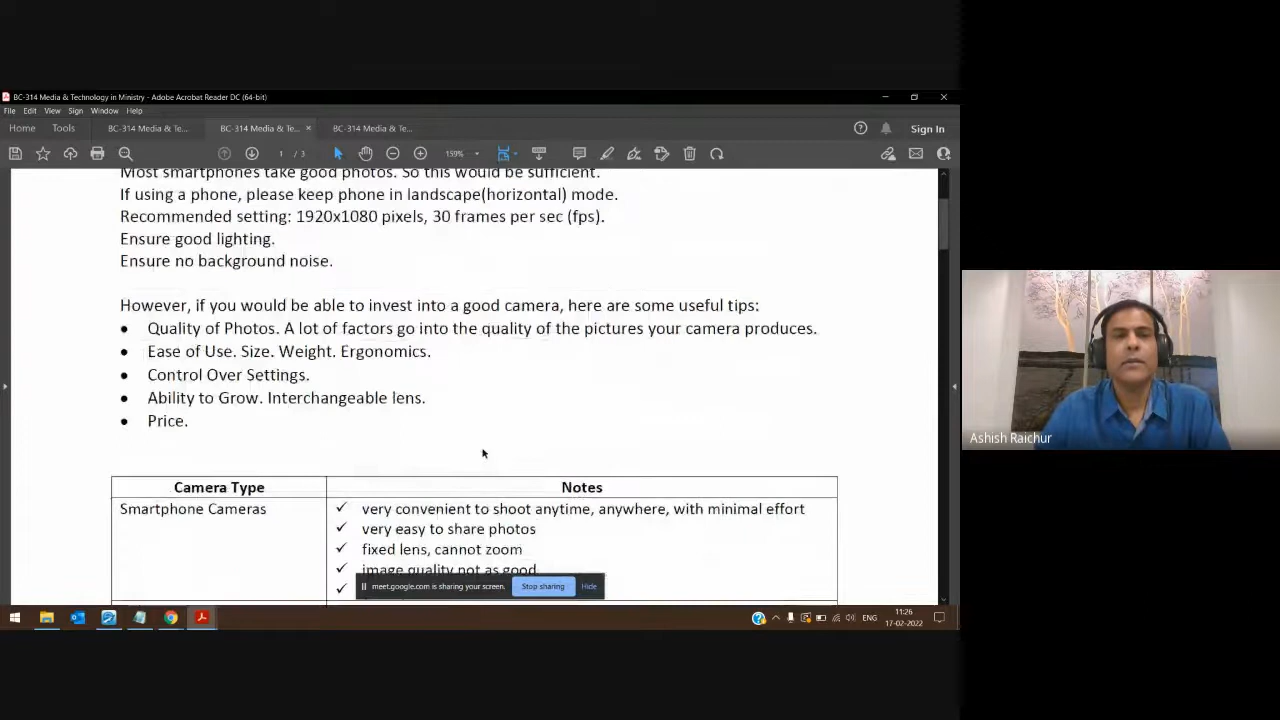 BC-314 Media & Technology in Ministry - Adobe Acrobat Reader DC (64-bit)
File Edit View Sign Window Help
Home Tools BC-314 Media & Te... BC-314 Media & Te... × BC-314 Media & Te... Sign In
1 / 3 159%
Most smartphones take good photos. So this would be sufficient.
If using a phone, please keep phone in landscape(horizontal) mode.
Recommended setting: 1920x1080 pixels, 30 frames per sec (fps).
Ensure good lighting.
Ensure no background noise.
However, if you would be able to invest into a good camera, here are some useful tips:
• Quality of Photos. A lot of factors go into the quality of the pictures your camera produces.
• Ease of Use. Size. Weight. Ergonomics.
• Control Over Settings.
• Ability to Grow. Interchangeable lens.
• Price.
Camera Type Notes
Smartphone Cameras ✓ very convenient to shoot anytime, anywhere, with minimal effort
✓ very easy to share photos
✓ fixed lens, cannot zoom
✓ image quality not as good
✓
meet.google.com is sharing your screen. Stop sharing Hide
Ashish Raichur
ENG 11:26
17-02-2022